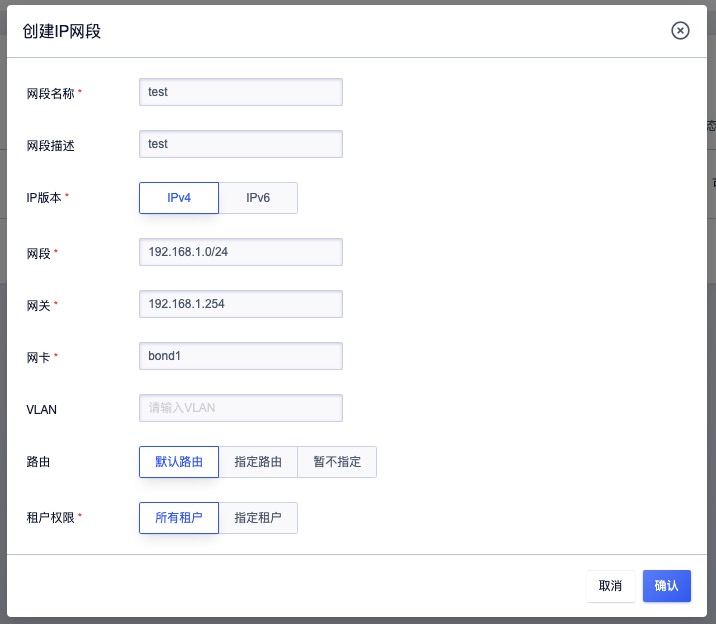 创建IP网段
网段名称 *
test
网段描述
test
IP版本 *
IPv4 IPv6
网段 *
192.168.1.0/24
网关 *
192.168.1.254
网卡 *
bond1
VLAN
请输入VLAN
路由
默认路由 指定路由 暂不指定
租户权限 *
所有租户 指定租户
取消 确认